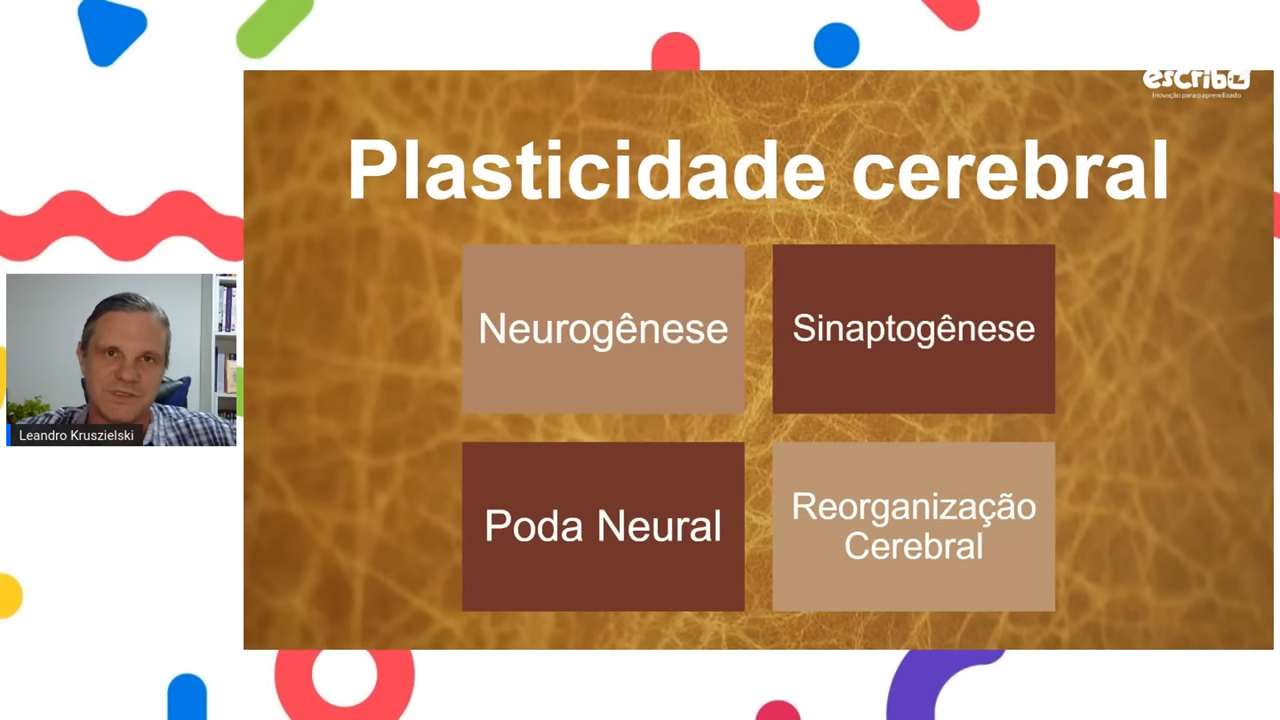 escribo
Inovação para o aprendizado
Plasticidade cerebral
Neurogênese
Sinaptogênese
Poda Neural
Reorganização
Cerebral
Leandro Kruszielski